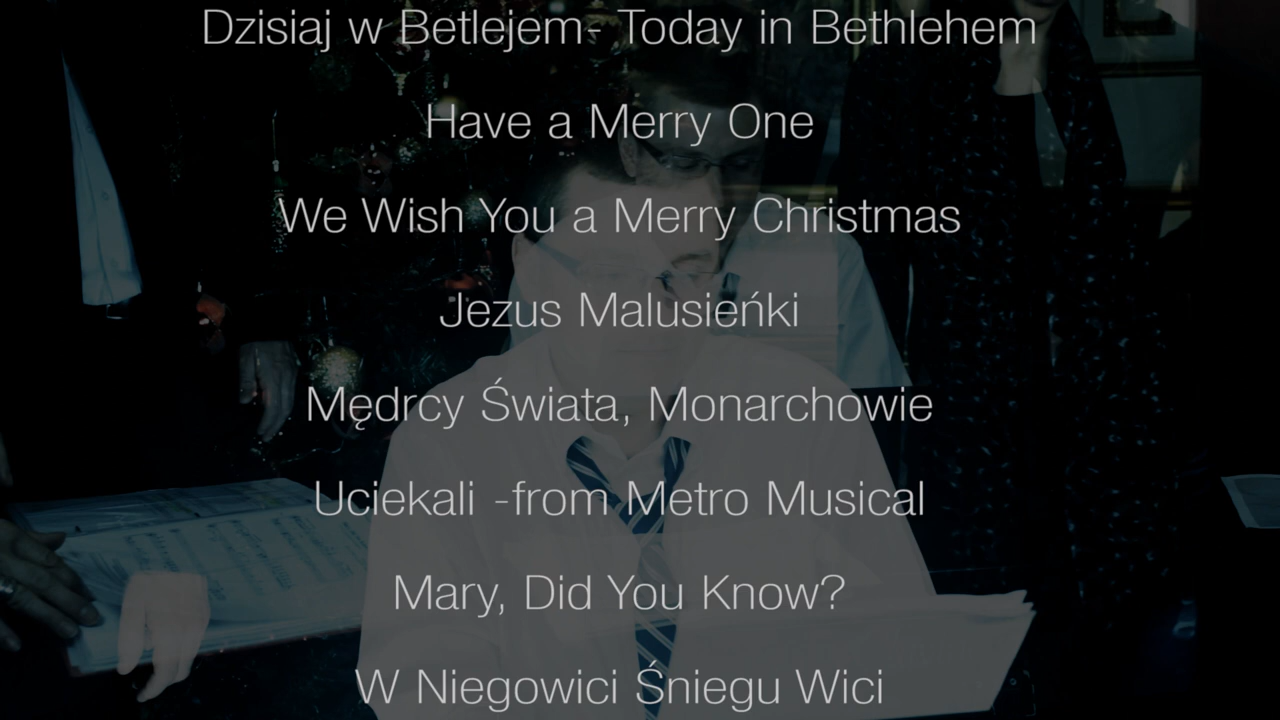 Dzisiaj w Betlejem- Today in Bethlehem
Have a Merry One
We Wish You a Merry Christmas
Jezus Malusieńki
Mędrcy Świata, Monarchowie
Uciekali -from Metro Musical
Mary, Did You Know?
W Niegowici Śniegu Wici